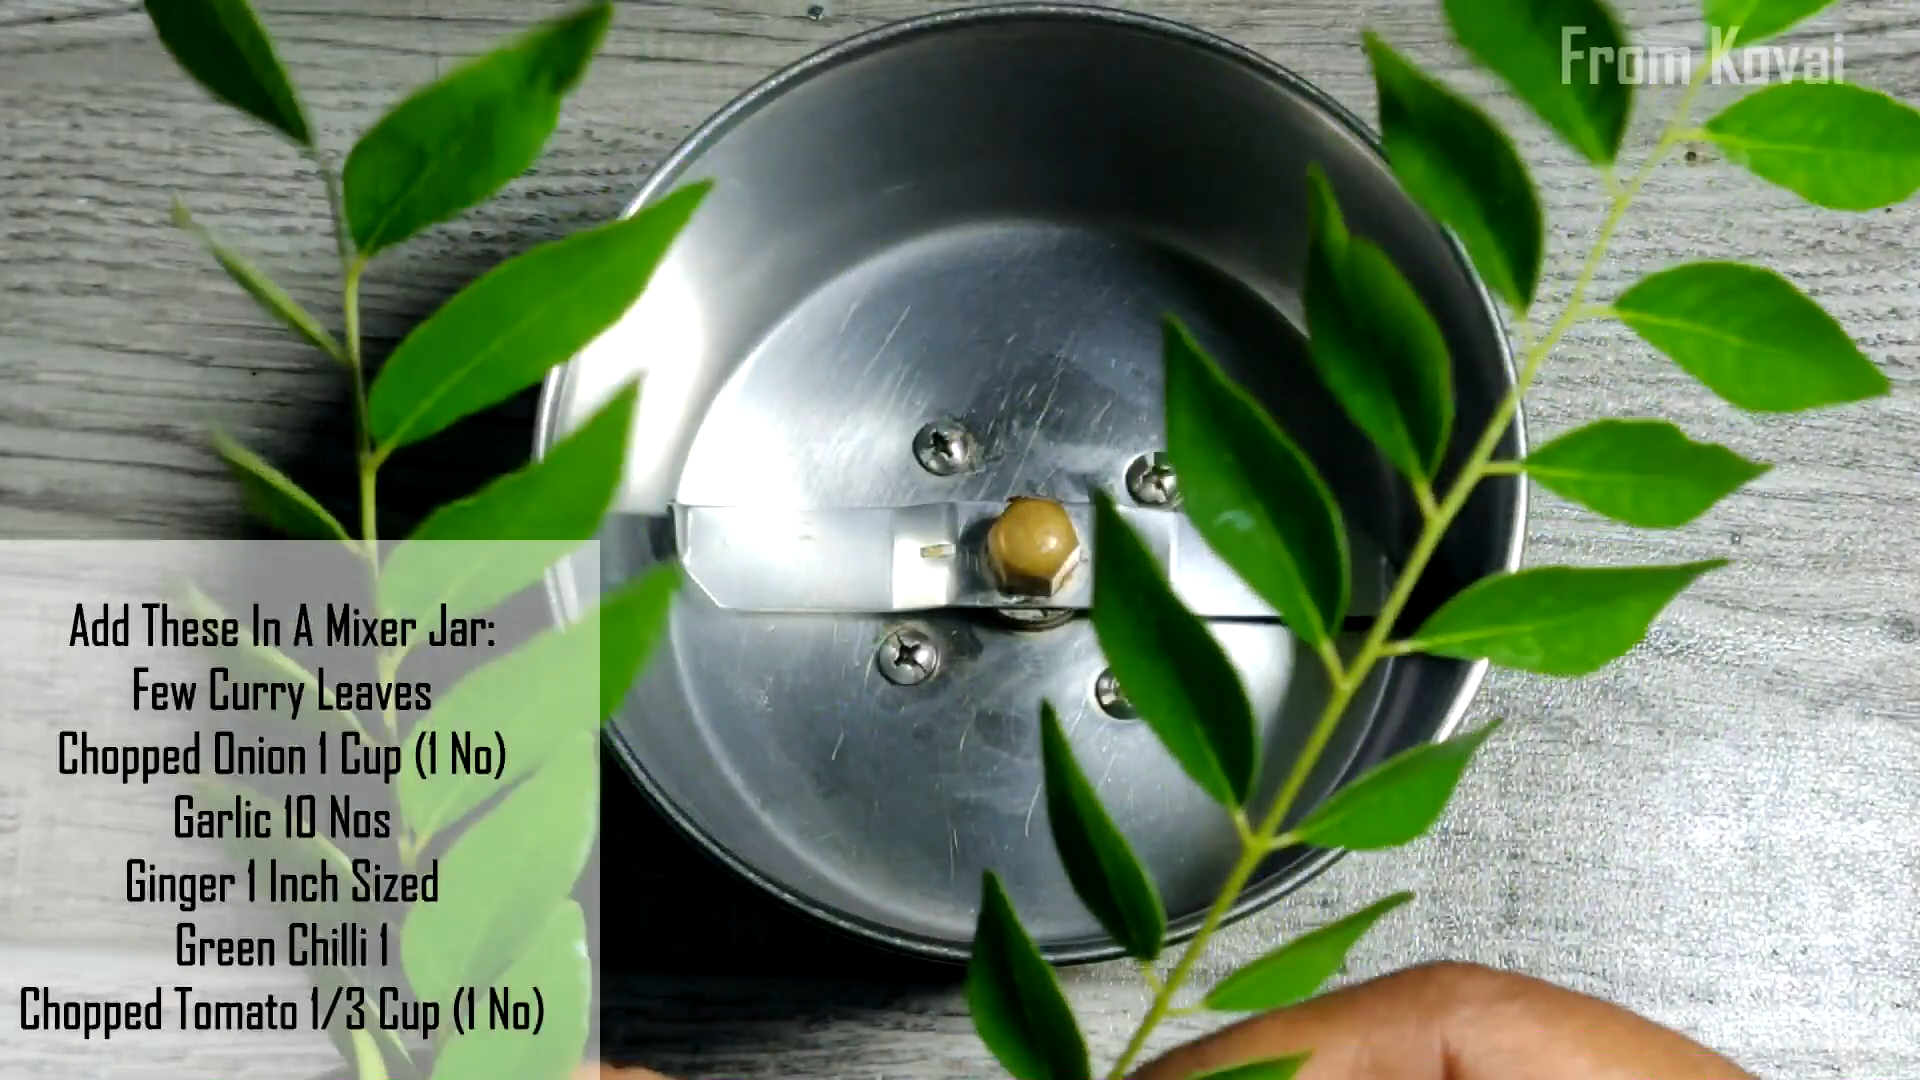 From Kovai
Add These In A Mixer Jar:
Few Curry Leaves
Chopped Onion 1 Cup (1 No)
Garlic 10 Nos
Ginger 1 Inch Sized
Green Chilli 1
Chopped Tomato 1/3 Cup (1 No)